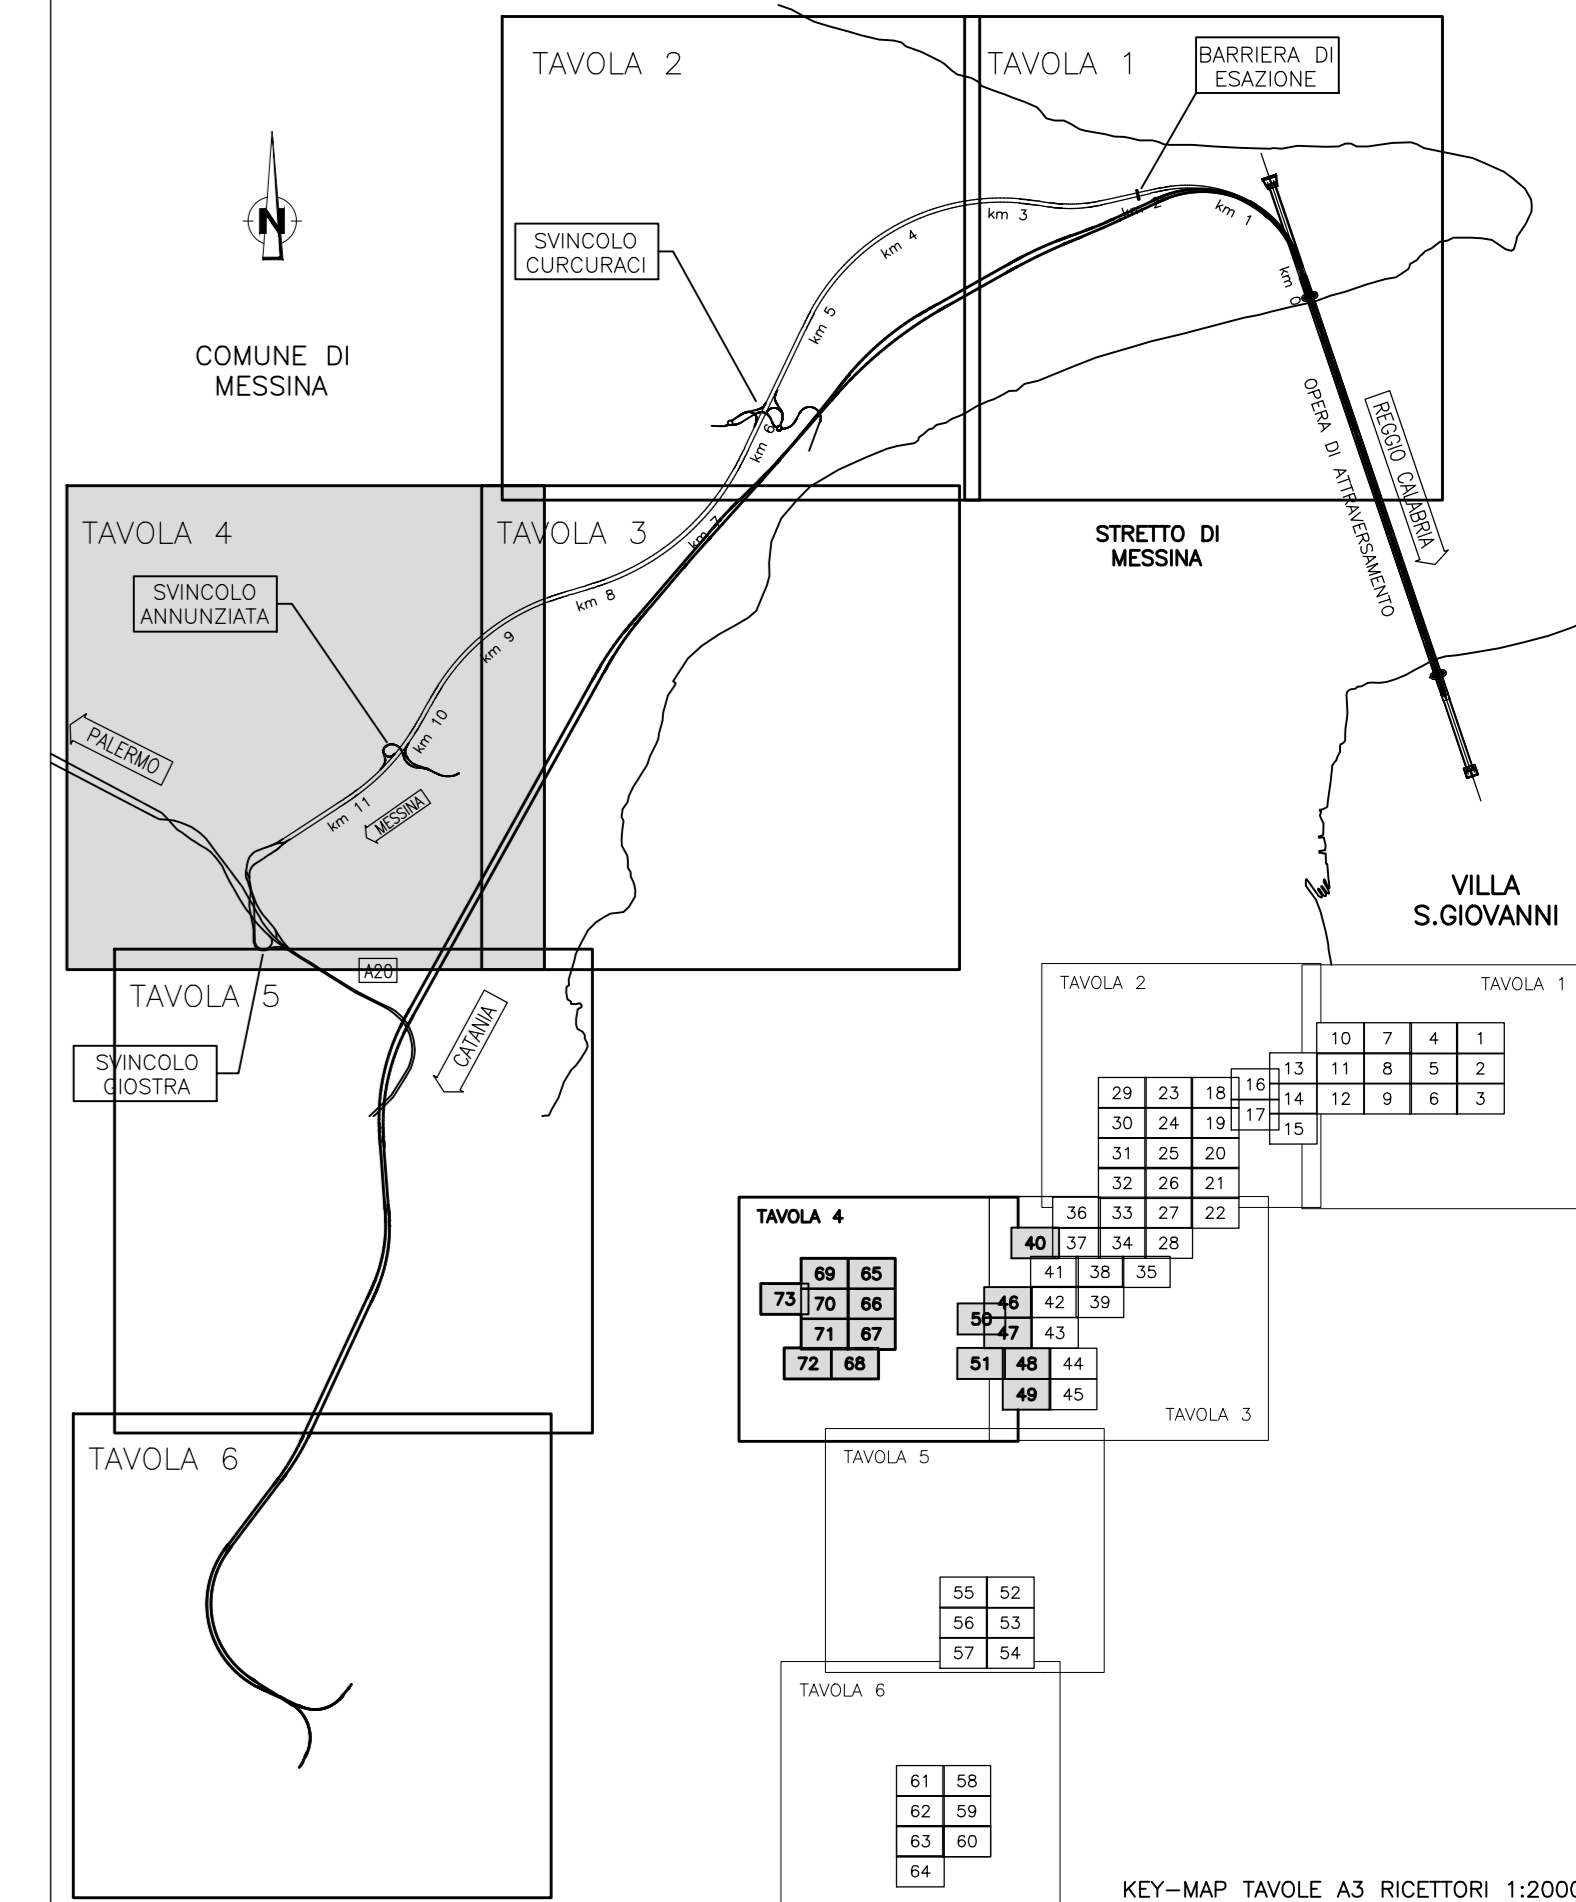 TAVOLA 2
TAVOLA 1
BARRIERA DI
ESAZIONE
N
SVINCOLO
CURCURACI
COMUNE DI
MESSINA
km 0
km 1
km 2
km 3
km 4
km 5
km 6
km 7
km 8
km 9
km 10
km 11
OPERA DI ATTRAVERSAMENTO
REGGIO CALABRIA
STRETTO DI
MESSINA
TAVOLA 4
TAVOLA 3
SVINCOLO
ANNUNZIATA
PALERMO
MESSINA
A20
CATANIA
VILLA
S.GIOVANNI
TAVOLA 5
SVINCOLO
GIOSTRA
TAVOLA 6
TAVOLA 2
TAVOLA 1
10 7 4 1
13 11 8 5 2
16 14 12 9 6 3
17 15
29 23 18
30 24 19
31 25 20
32 26 21
36 33 27 22
40 37 34 28
41 38 35
46 42 39
50 47 43
51 48 44
49 45
TAVOLA 3
TAVOLA 4
69 65
73 70 66
71 67
72 68
TAVOLA 5
55 52
56 53
57 54
TAVOLA 6
61 58
62 59
63 60
64
KEY-MAP TAVOLE A3 RICETTORI 1:2000